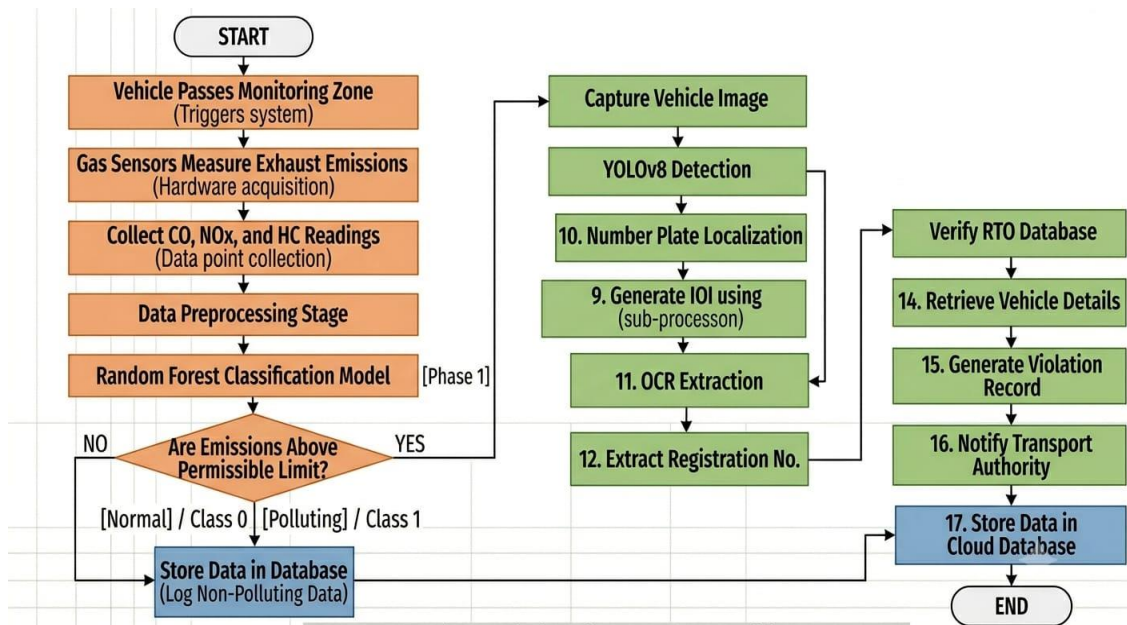 START
Vehicle Passes Monitoring Zone
(Triggers system)
Gas Sensors Measure Exhaust Emissions
(Hardware acquisition)
Collect CO, NOx, and HC Readings
(Data point collection)
Data Preprocessing Stage
Random Forest Classification Model
[Phase 1]
NO
Are Emissions Above
Permissible Limit?
YES
[Normal] / Class 0
[Polluting] / Class 1
Store Data in Database
(Log Non-Polluting Data)
Capture Vehicle Image
YOLOv8 Detection
10. Number Plate Localization
9. Generate IOI using
(sub-processon)
11. OCR Extraction
12. Extract Registration No.
Verify RTO Database
14. Retrieve Vehicle Details
15. Generate Violation
Record
16. Notify Transport
Authority
17. Store Data in
Cloud Database
END